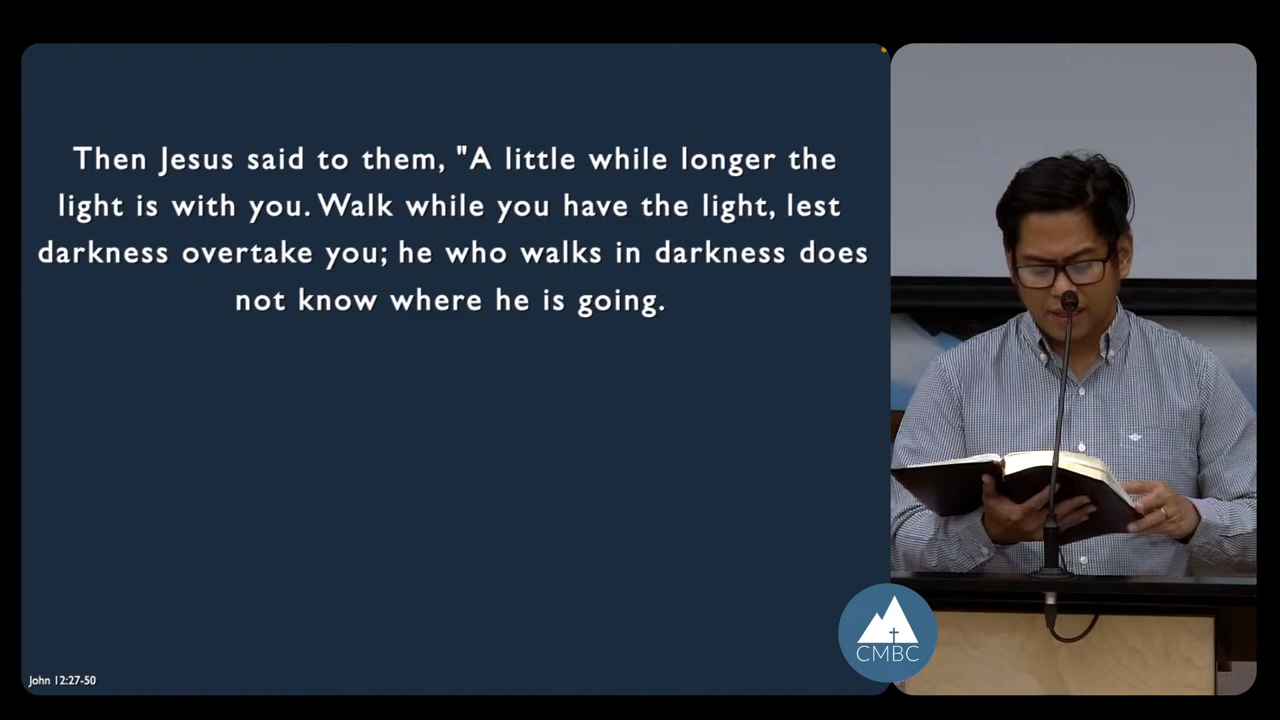 Then Jesus said to them, "A little while longer the
light is with you. Walk while you have the light, lest
darkness overtake you; he who walks in darkness does
not know where he is going.
John 12:27-50
CMBC